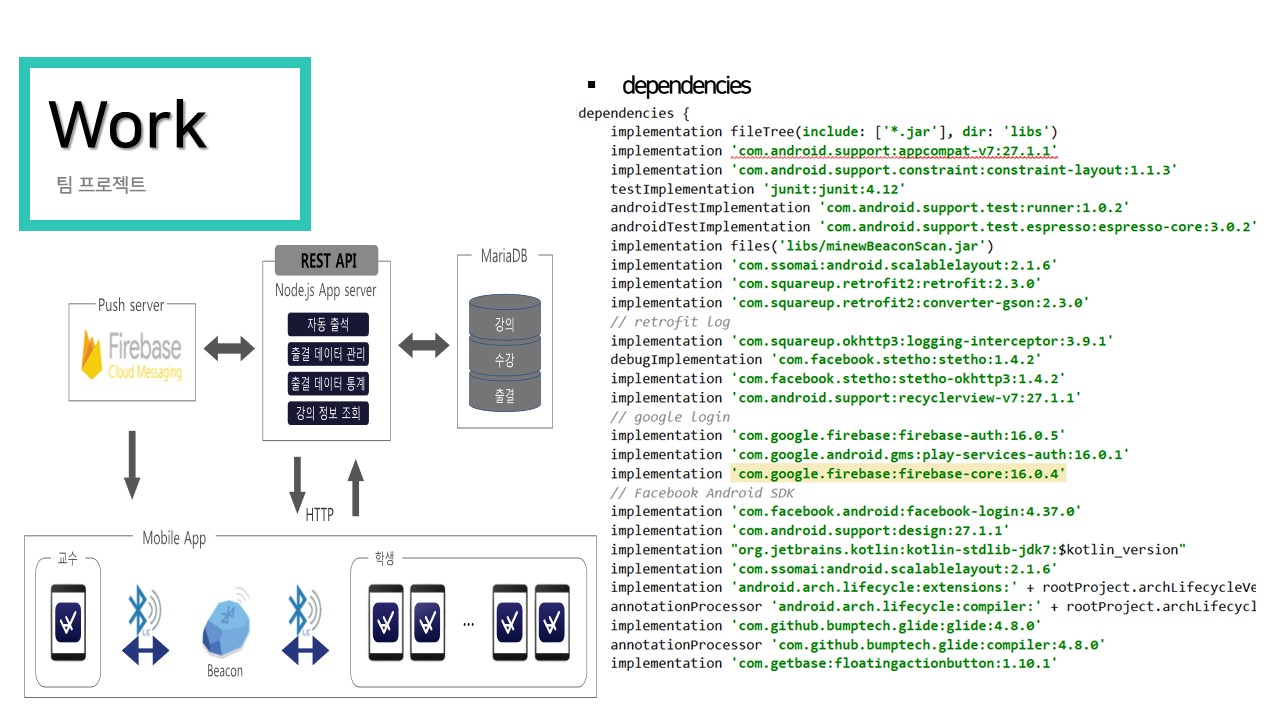 Work
팀 프로젝트
REST API
Node.js App server
자동 출석
출결 데이터 관리
출결 데이터 통계
강의 정보 조회
MariaDB
강의
수강
출결
Push server
Firebase
Cloud Messaging
HTTP
Mobile App
교수
학생
LE
Beacon
LE
...
▪ dependencies
dependencies {
implementation fileTree(include: ['*.jar'], dir: 'libs')
implementation 'com.android.support:appcompat-v7:27.1.1'
implementation 'com.android.support.constraint:constraint-layout:1.1.3'
testImplementation 'junit:junit:4.12'
androidTestImplementation 'com.android.support.test:runner:1.0.2'
androidTestImplementation 'com.android.support.test.espresso:espresso-core:3.0.2'
implementation files('libs/minewBeaconScan.jar')
implementation 'com.ssomai:android.scalablelayout:2.1.6'
implementation 'com.squareup.retrofit2:retrofit:2.3.0'
implementation 'com.squareup.retrofit2:converter-gson:2.3.0'
// retrofit log
implementation 'com.squareup.okhttp3:logging-interceptor:3.9.1'
debugImplementation 'com.facebook.stetho:stetho:1.4.2'
implementation 'com.facebook.stetho:stetho-okhttp3:1.4.2'
implementation 'com.android.support:recyclerview-v7:27.1.1'
// google login
implementation 'com.google.firebase:firebase-auth:16.0.5'
implementation 'com.google.android.gms:play-services-auth:16.0.1'
implementation 'com.google.firebase:firebase-core:16.0.4'
// Facebook Android SDK
implementation 'com.facebook.android:facebook-login:4.37.0'
implementation 'com.android.support:design:27.1.1'
implementation "org.jetbrains.kotlin:kotlin-stdlib-jdk7:$kotlin_version"
implementation 'com.ssomai:android.scalablelayout:2.1.6'
implementation 'android.arch.lifecycle:extensions:' + rootProject.archLifecycleVe
annotationProcessor 'android.arch.lifecycle:compiler:' + rootProject.archLifecycl
implementation 'com.github.bumptech.glide:glide:4.8.0'
annotationProcessor 'com.github.bumptech.glide:compiler:4.8.0'
implementation 'com.getbase:floatingactionbutton:1.10.1'